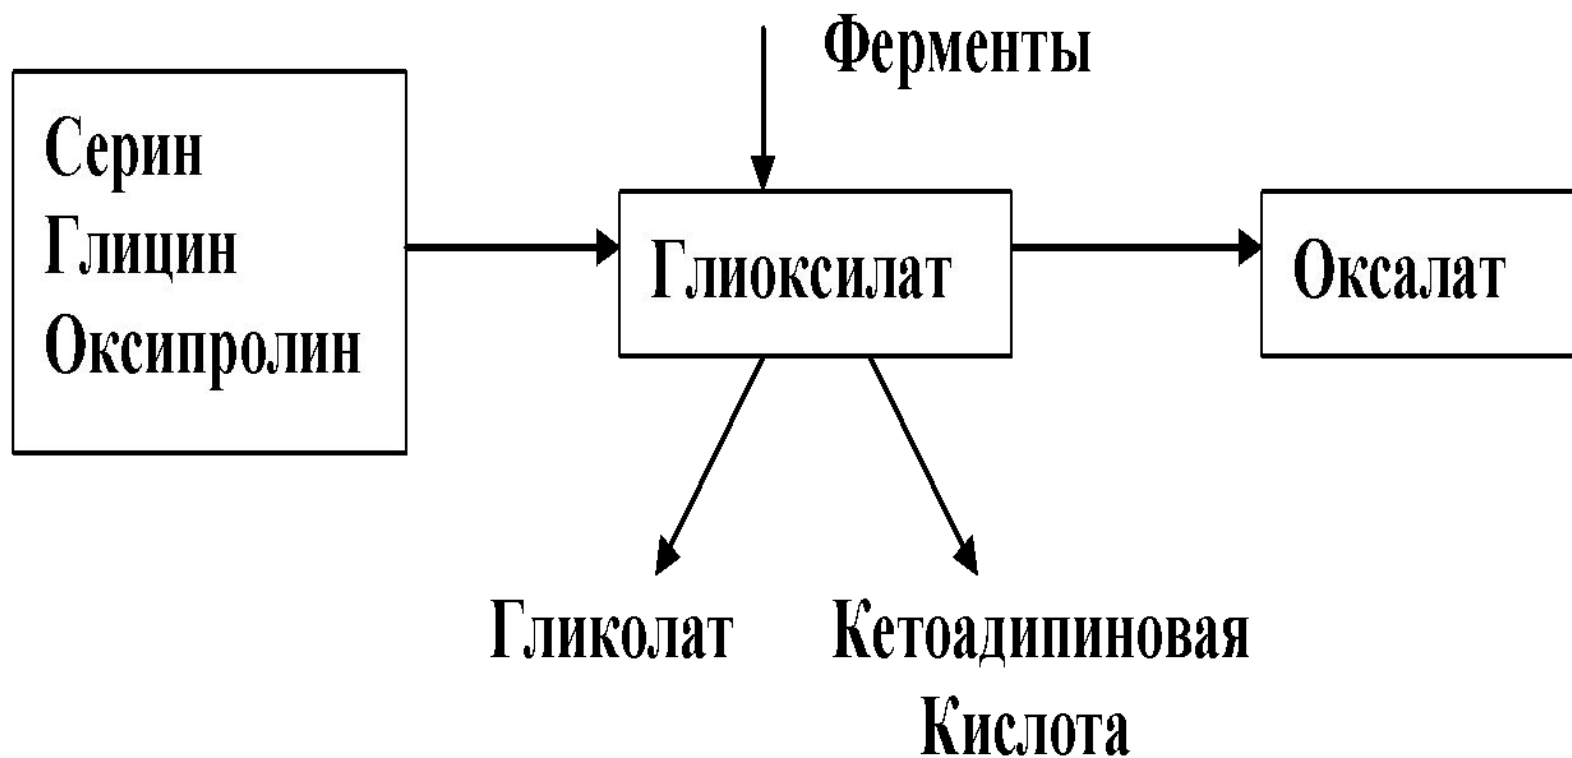 Ферменты
Серин
Глицин
Оксипролин
Глиоксилат
Оксалат
Гликолат
Кетоадипиновая
Кислота